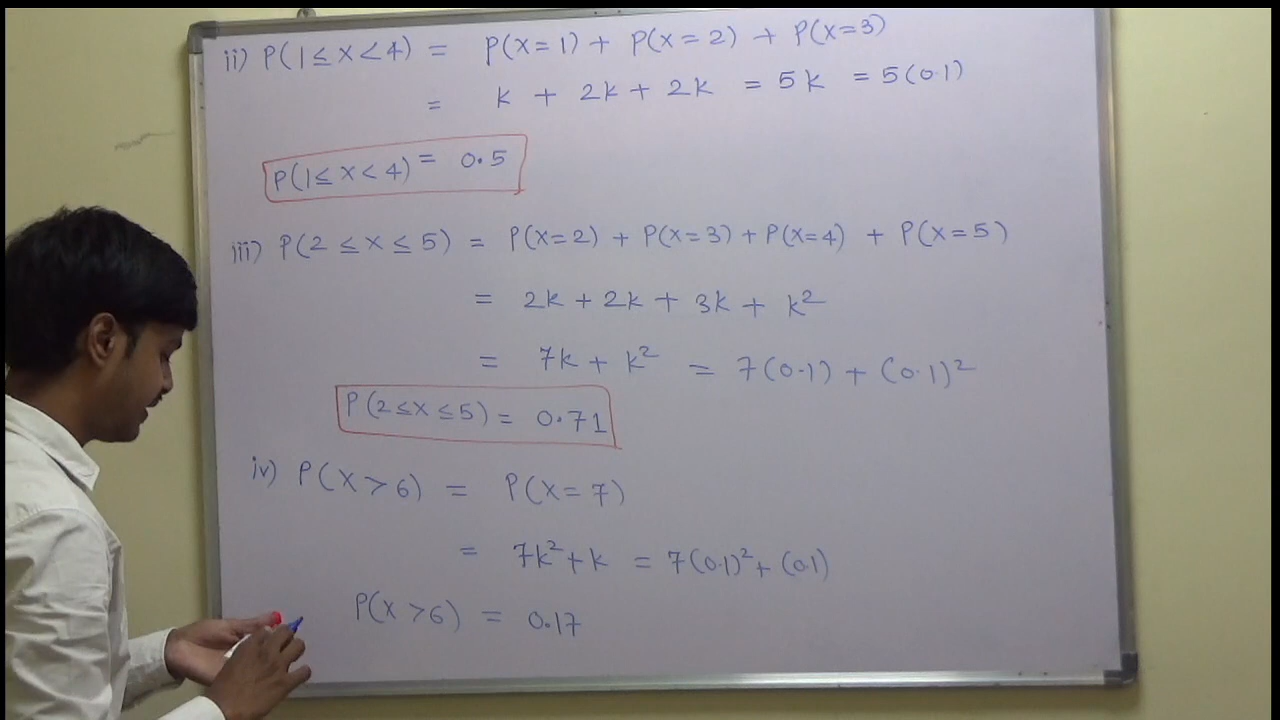 ii) P(1 ≤ X < 4) = P(X=1) + P(X=2) + P(X=3)
= K + 2K + 2K = 5K = 5(0.1)
P(1≤ X < 4) = 0.5
iii) P(2 ≤ X ≤ 5) = P(X=2) + P(X=3) + P(X=4) + P(X=5)
= 2K + 2K + 3K + K²
= 7K + K² = 7(0.1) + (0.1)²
P(2≤X≤5) = 0.71
iv) P(X > 6) = P(X=7)
= 7K²+K = 7(0.1)²+ (0.1)
P(X >6) = 0.17